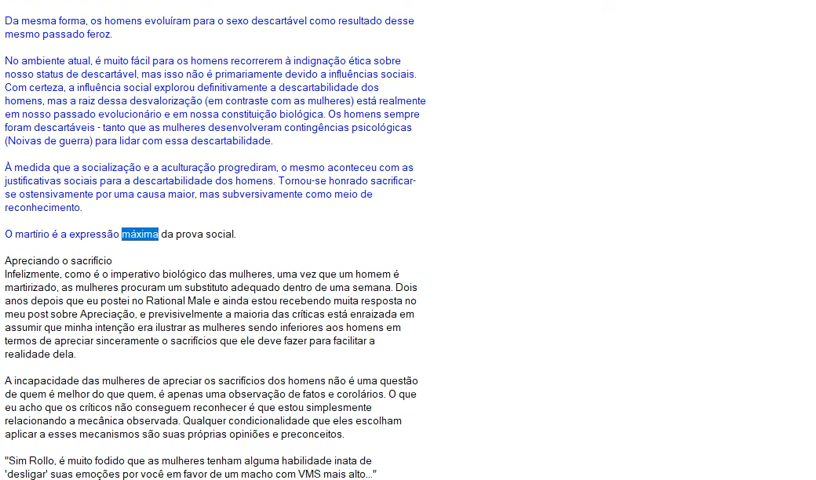 Da mesma forma, os homens evoluíram para o sexo descartável como resultado desse
mesmo passado feroz.
No ambiente atual, é muito fácil para os homens recorrerem à indignação ética sobre
nosso status de descartável, mas isso não é primariamente devido a influências sociais.
Com certeza, a influência social explorou definitivamente a descartabilidade dos
homens, mas a raiz dessa desvalorização (em contraste com as mulheres) está realmente
em nosso passado evolucionário e em nossa constituição biológica. Os homens sempre
foram descartáveis - tanto que as mulheres desenvolveram contingências psicológicas
(Noivas de guerra) para lidar com essa descartabilidade.
À medida que a socialização e a aculturação progrediram, o mesmo aconteceu com as
justificativas sociais para a descartabilidade dos homens. Tornou-se honrado sacrificar-
se ostensivamente por uma causa maior, mas subversivamente como meio de
reconhecimento.
O martírio é a expressão máxima da prova social.
Apreciando o sacrifício
Infelizmente, como é o imperativo biológico das mulheres, uma vez que um homem é
martirizado, as mulheres procuram um substituto adequado dentro de uma semana. Dois
anos depois que eu postei no Rational Male e ainda estou recebendo muita resposta no
meu post sobre Apreciação, e previsivelmente a maioria das críticas está enraizada em
assumir que minha intenção era ilustrar as mulheres sendo inferiores aos homens em
termos de apreciar sinceramente o sacrifícios que ele deve fazer para facilitar a
realidade dela.
A incapacidade das mulheres de apreciar os sacrifícios dos homens não é uma questão
de quem é melhor do que quem, é apenas uma observação de fatos e corolários. O que
eu acho que os críticos não conseguem reconhecer é que estou simplesmente
relacionando a mecânica observada. Qualquer condicionalidade que eles escolham
aplicar a esses mecanismos são suas próprias opiniões e preconceitos.
"Sim Rollo, é muito fodido que as mulheres tenham alguma habilidade inata de
'desligar' suas emoções por você em favor de um macho com VMS mais alto..."